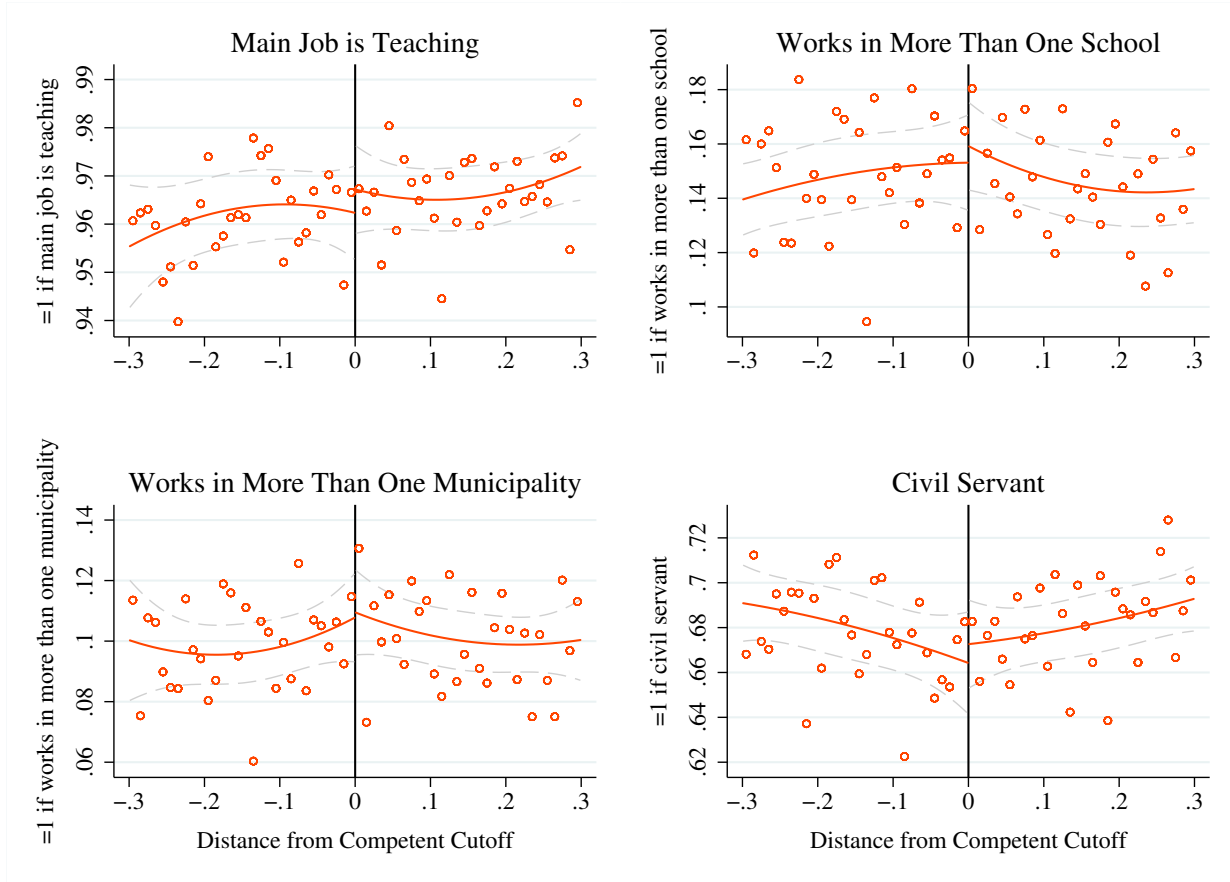 Main Job is Teaching
=1 if main job is teaching
.99
.98
.97
.96
.95
.94
−.3 −.2 −.1 0 .1 .2 .3
Works in More Than One School
=1 if works in more than one school
.18
.16
.14
.12
.1
−.3 −.2 −.1 0 .1 .2 .3
Works in More Than One Municipality
=1 if works in more than one municipality
.14
.12
.1
.08
.06
−.3 −.2 −.1 0 .1 .2 .3
Distance from Competent Cutoff
Civil Servant
=1 if civil servant
.72
.7
.68
.66
.64
.62
−.3 −.2 −.1 0 .1 .2 .3
Distance from Competent Cutoff